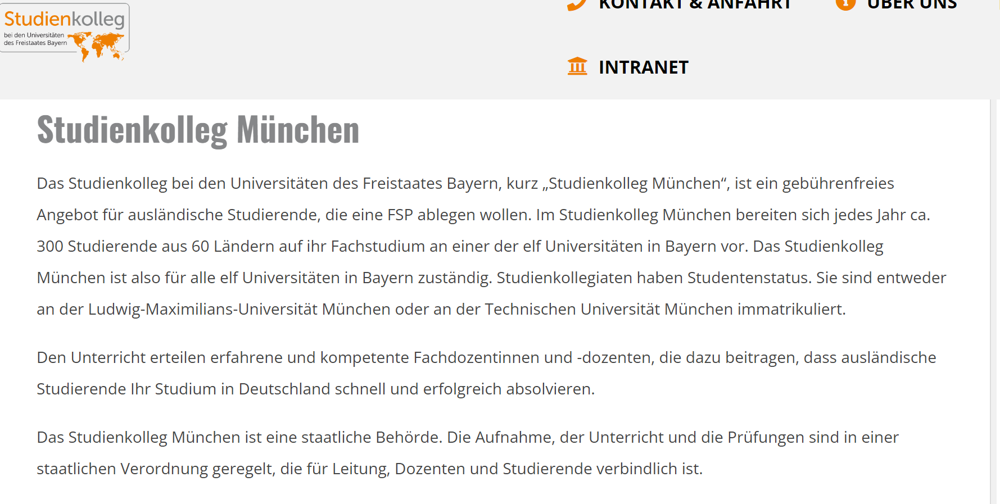 Studienkolleg
bei den Universitäten
des Freistaates Bayern
KONTAKT & ANFAHRT
ÜBER UNS
INTRANET
Studienkolleg München
Das Studienkolleg bei den Universitäten des Freistaates Bayern, kurz „Studienkolleg München“, ist ein gebührenfreies
Angebot für ausländische Studierende, die eine FSP ablegen wollen. Im Studienkolleg München bereiten sich jedes Jahr ca.
300 Studierende aus 60 Ländern auf ihr Fachstudium an einer der elf Universitäten in Bayern vor. Das Studienkolleg
München ist also für alle elf Universitäten in Bayern zuständig. Studienkollegiaten haben Studentenstatus. Sie sind entweder
an der Ludwig-Maximilians-Universität München oder an der Technischen Universität München immatrikuliert.
Den Unterricht erteilen erfahrene und kompetente Fachdozentinnen und -dozenten, die dazu beitragen, dass ausländische
Studierende Ihr Studium in Deutschland schnell und erfolgreich absolvieren.
Das Studienkolleg München ist eine staatliche Behörde. Die Aufnahme, der Unterricht und die Prüfungen sind in einer
staatlichen Verordnung geregelt, die für Leitung, Dozenten und Studierende verbindlich ist.